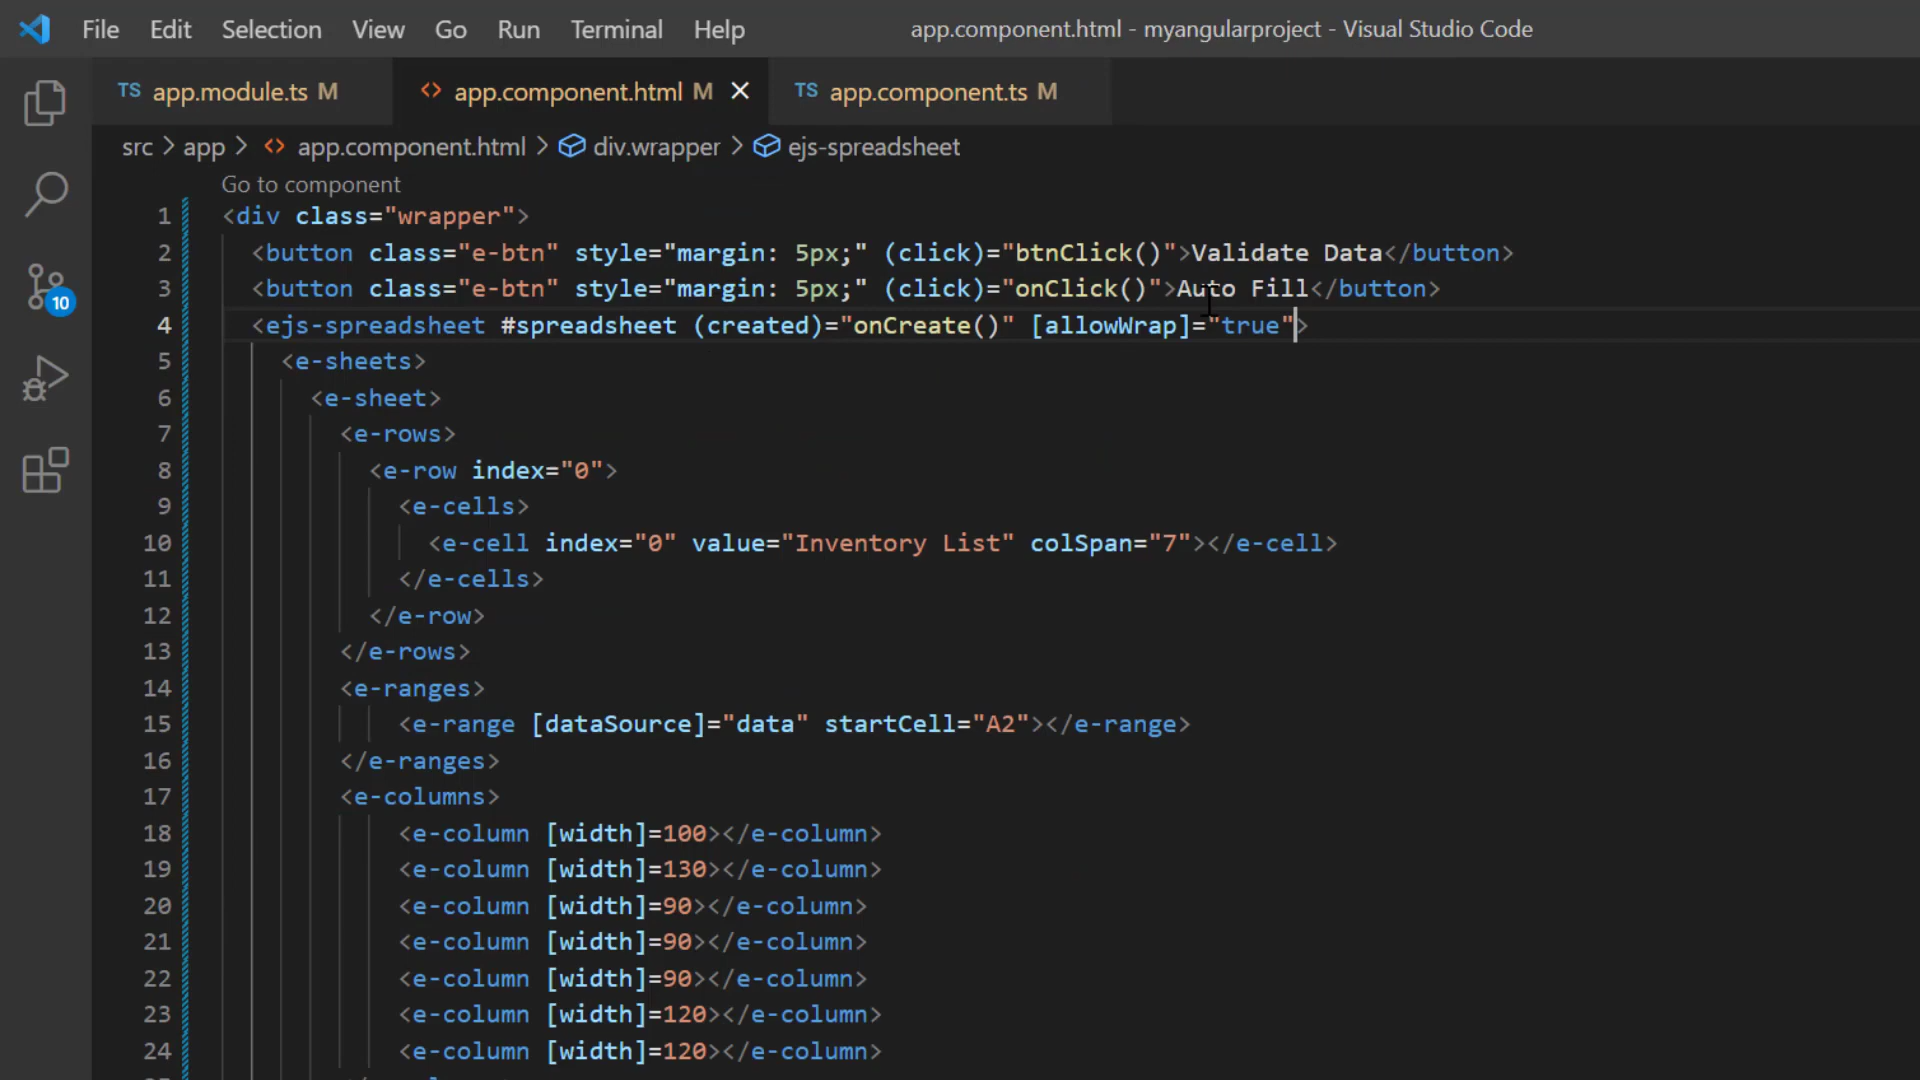 File Edit Selection View Go Run Terminal Help app.component.html - myangularproject - Visual Studio Code
TS app.module.ts M <> app.component.html M × TS app.component.ts M
src > app > <> app.component.html > div.wrapper > ejs-spreadsheet
Go to component
1 <div class="wrapper">
2 <button class="e-btn" style="margin: 5px;" (click)="btnClick()">Validate Data</button>
3 <button class="e-btn" style="margin: 5px;" (click)="onClick()">Auto Fill</button>
4 <ejs-spreadsheet #spreadsheet (created)="onCreate()" [allowWrap]="true">
5 <e-sheets>
6 <e-sheet>
7 <e-rows>
8 <e-row index="0">
9 <e-cells>
10 <e-cell index="0" value="Inventory List" colSpan="7"></e-cell>
11 </e-cells>
12 </e-row>
13 </e-rows>
14 <e-ranges>
15 <e-range [dataSource]="data" startCell="A2"></e-range>
16 </e-ranges>
17 <e-columns>
18 <e-column [width]=100></e-column>
19 <e-column [width]=130></e-column>
20 <e-column [width]=90></e-column>
21 <e-column [width]=90></e-column>
22 <e-column [width]=90></e-column>
23 <e-column [width]=120></e-column>
24 <e-column [width]=120></e-column>
10